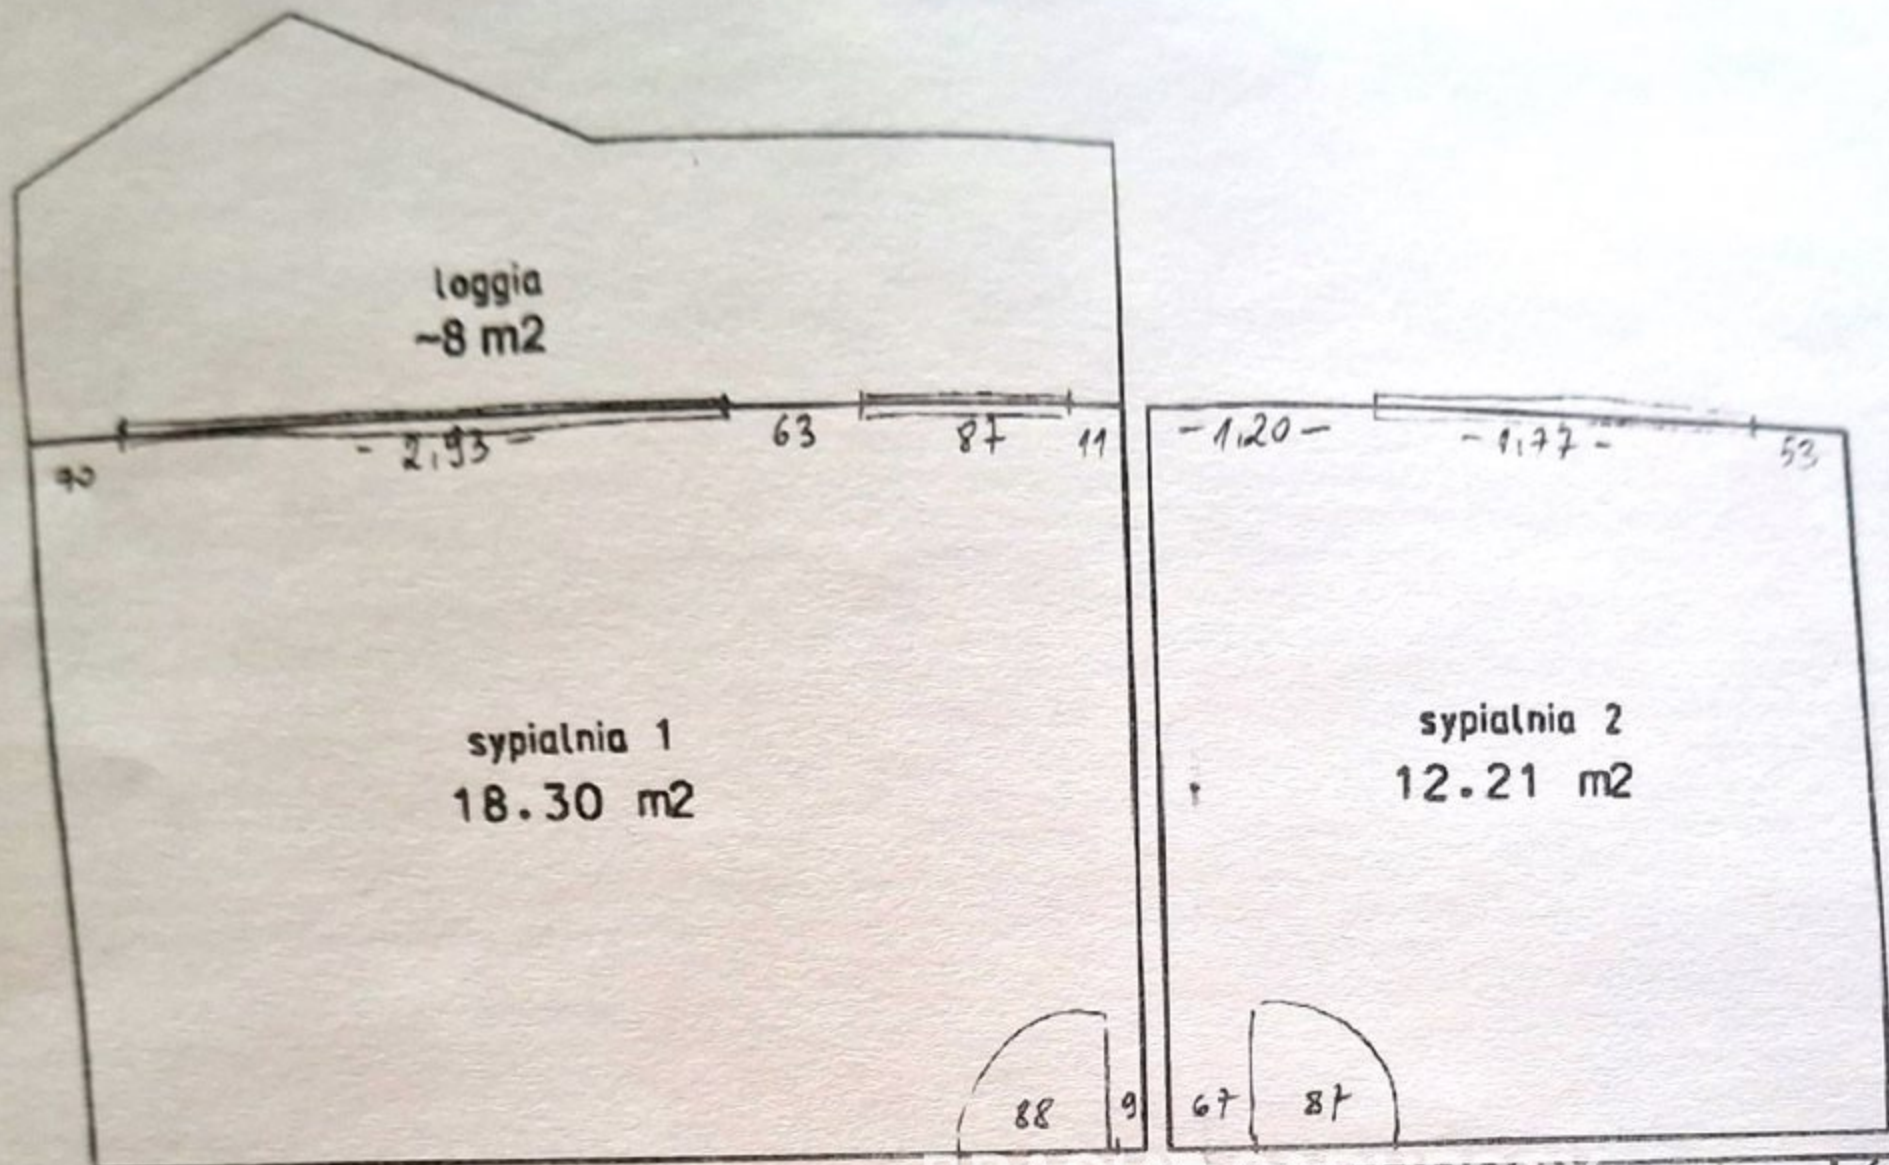 loggia
~8 m2
2,93
63
87
11
-1,20-
-1,77-
53
sypialnia 1
18.30 m2
sypialnia 2
12.21 m2
88
9
67
87